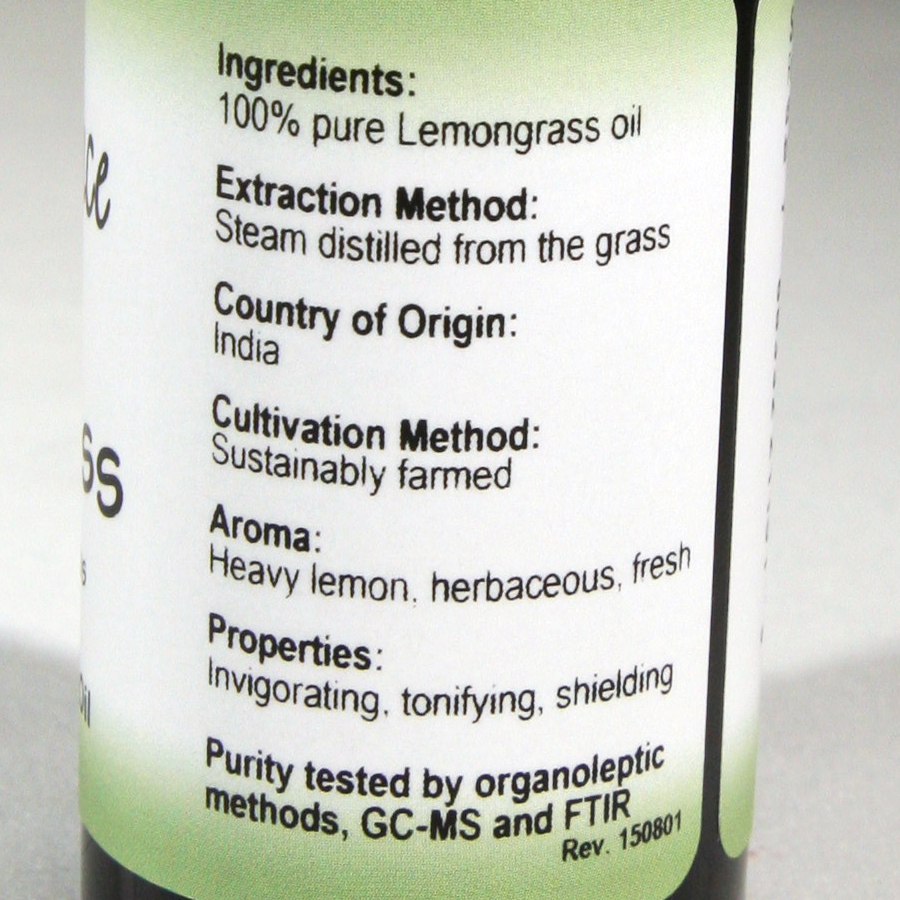 Ingredients:
100% pure Lemongrass oil
Extraction Method:
Steam distilled from the grass
Country of Origin:
India
Cultivation Method:
Sustainably farmed
Aroma:
Heavy lemon, herbaceous, fresh
Properties:
Invigorating, tonifying, shielding
Purity tested by organoleptic
methods, GC-MS and FTIR
Rev. 150801